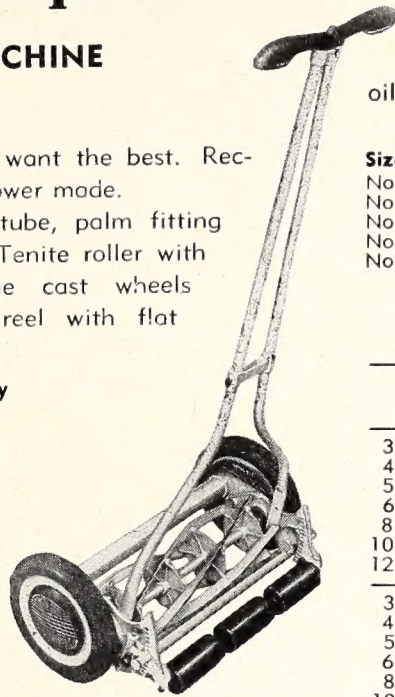 CHINE
want the best. Rec-
ower made.
tube, palm fitting
Tenite roller with
e cast wheels
reel with flat
y
oil
Siz
No
No
No
No
No
3
4
5
6
8
10
12
3
4
5
6
8